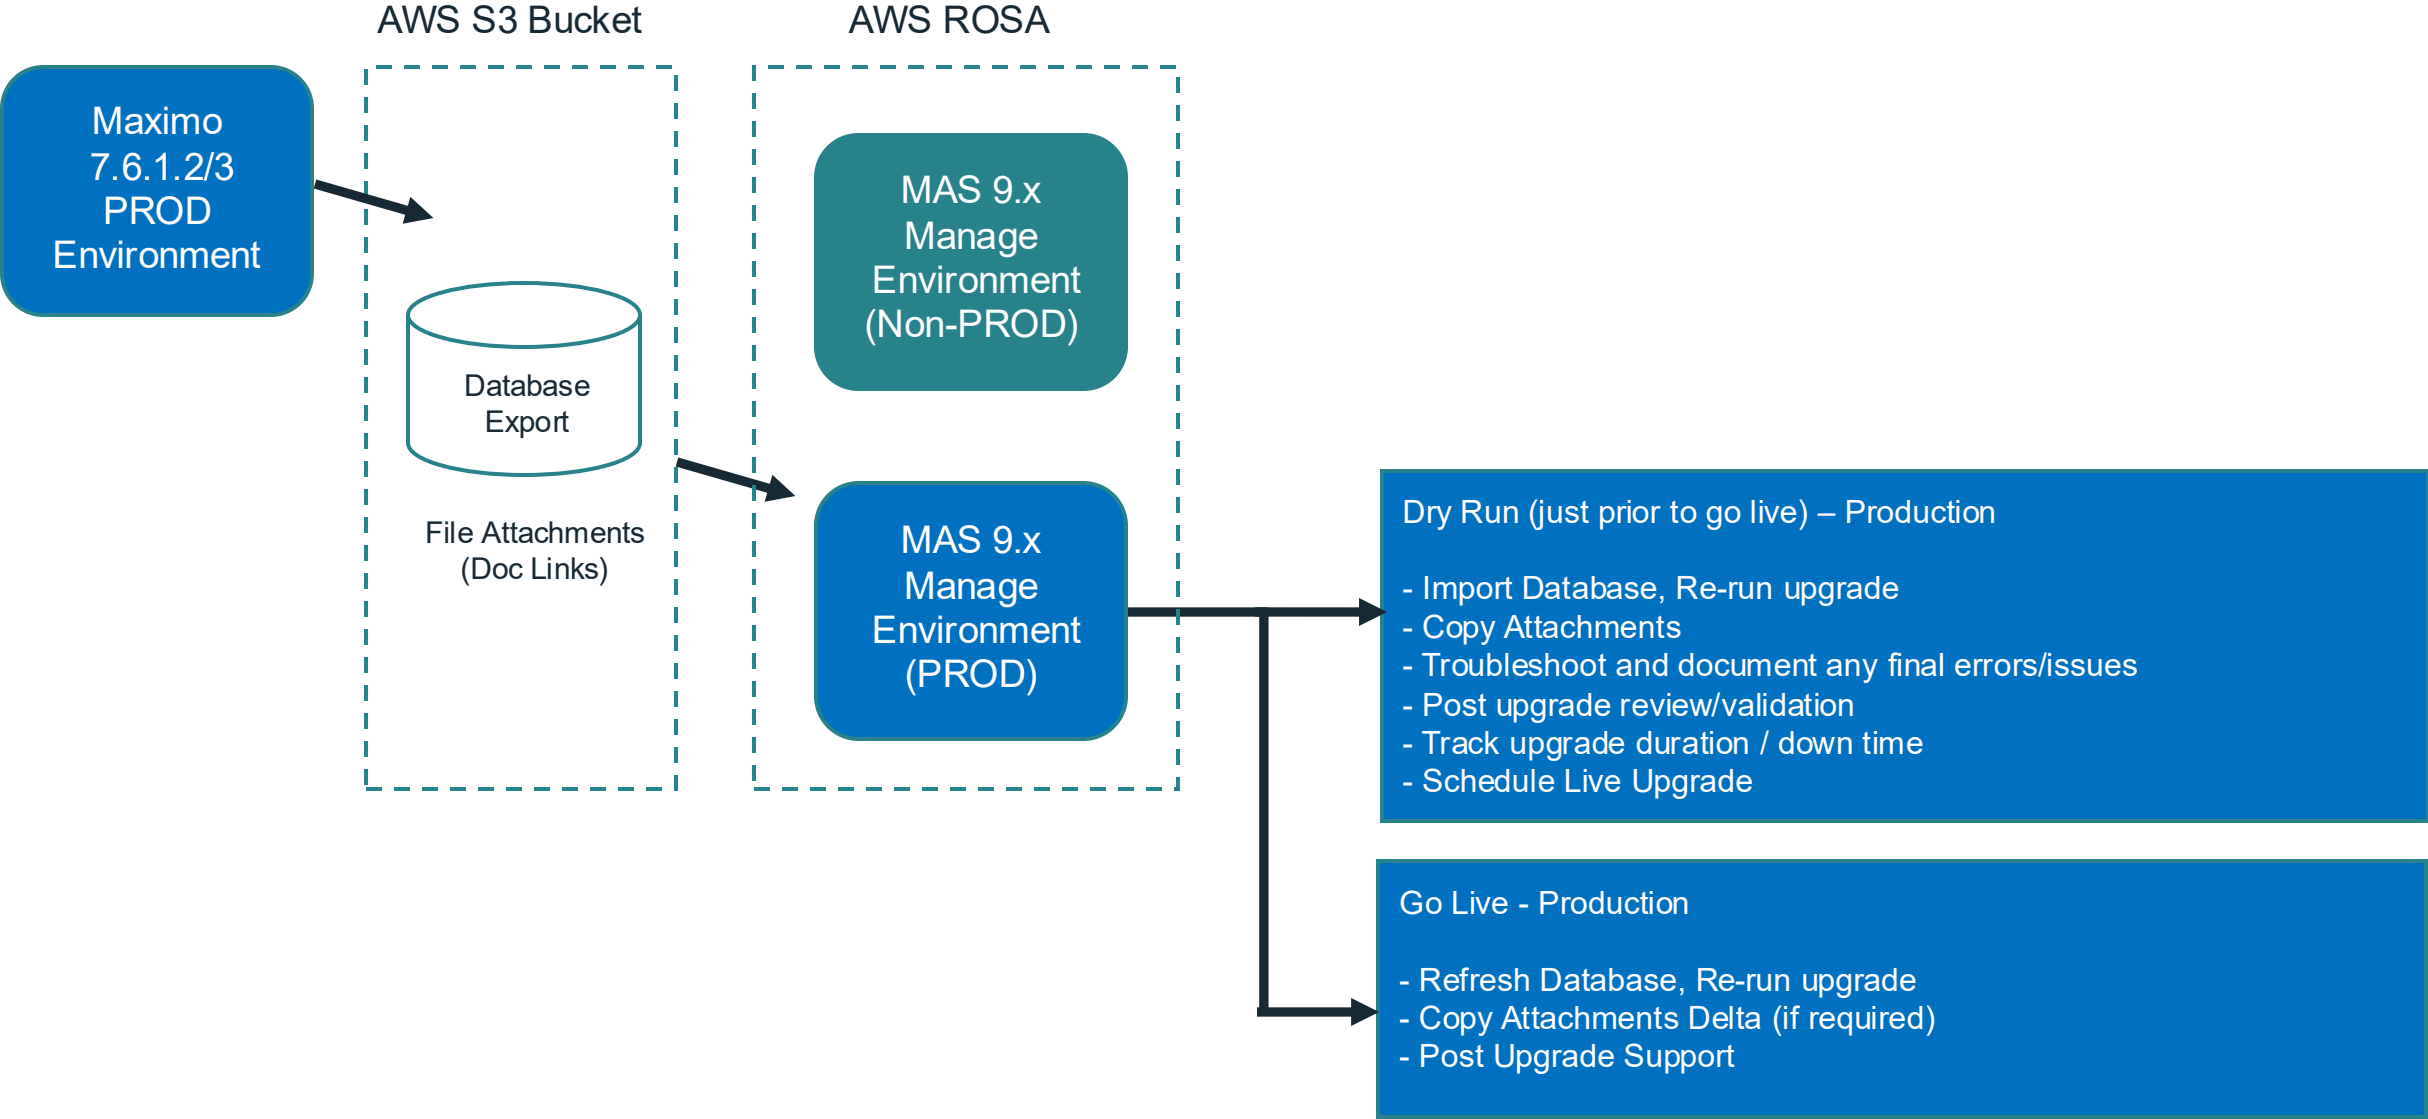 AWS S3 Bucket
AWS ROSA
Maximo
7.6.1.2/3
PROD
Environment
Database
Export
File Attachments
(Doc Links)
MAS 9.x
Manage
Environment
(Non-PROD)
MAS 9.x
Manage
Environment
(PROD)
Dry Run (just prior to go live) – Production
- Import Database, Re-run upgrade
- Copy Attachments
- Troubleshoot and document any final errors/issues
- Post upgrade review/validation
- Track upgrade duration / down time
- Schedule Live Upgrade
Go Live - Production
- Refresh Database, Re-run upgrade
- Copy Attachments Delta (if required)
- Post Upgrade Support